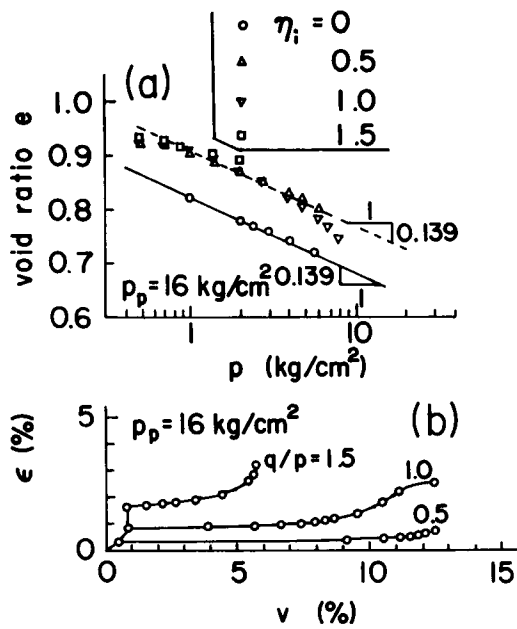 (a)
ηi = 0
0.5
1.0
1.5
void ratio e
1.0
0.9
0.8
0.7
0.6
1
0.139
0.139
1
pp = 16 kg/cm2
1
10
p (kg/cm2)
(b)
pp = 16 kg/cm2
q/p = 1.5
1.0
0.5
ε (%)
5
0
0
5
10
15
v (%)